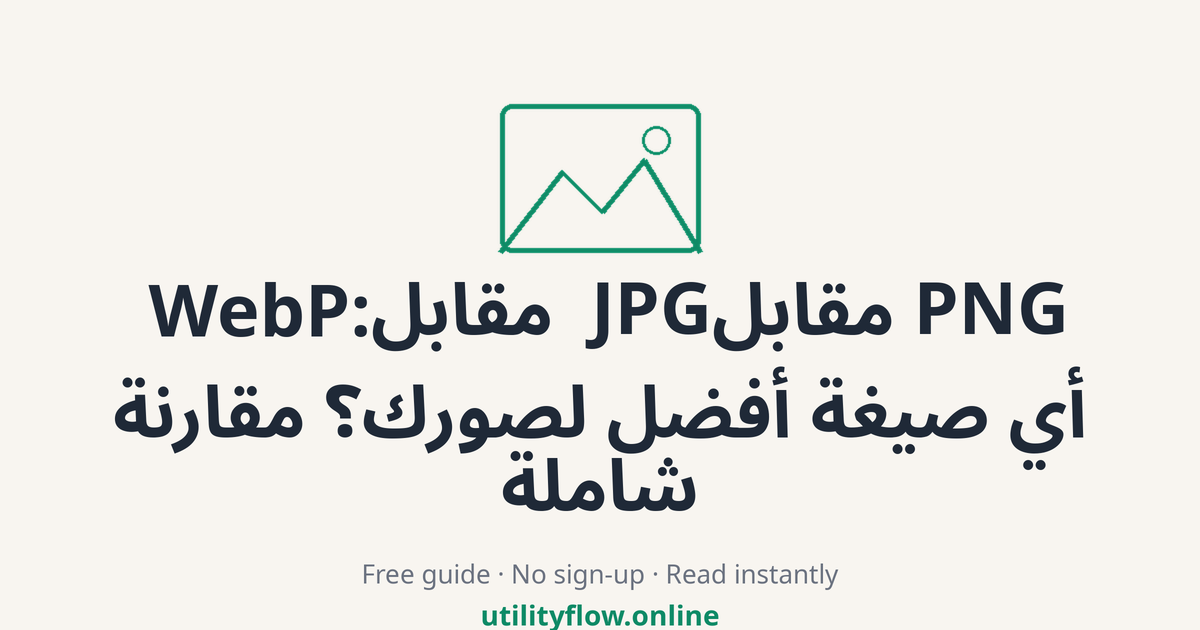 PNG مقابل JPG مقابل WebP:
أي صيغة أفضل لصورك؟ مقارنة
شاملة
Free guide · No sign-up · Read instantly
utilityflow.online